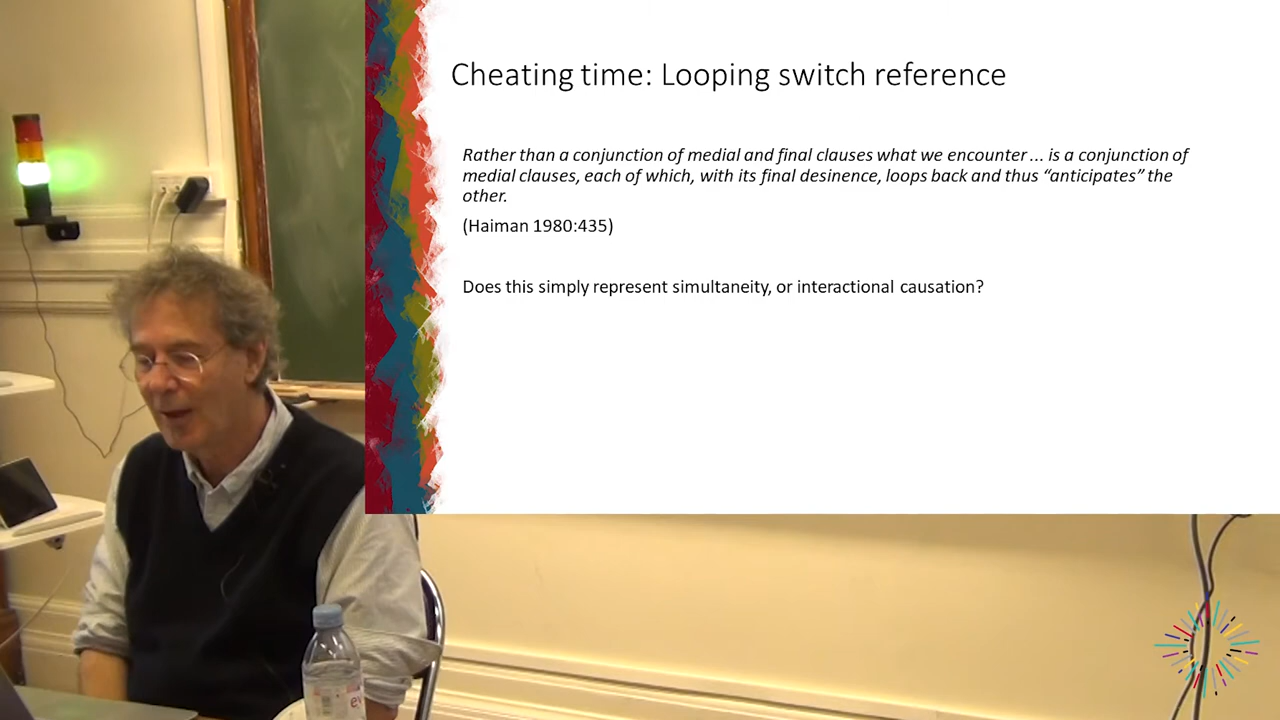 Cheating time: Looping switch reference
Rather than a conjunction of medial and final clauses what we encounter ... is a conjunction of
medial clauses, each of which, with its final desinence, loops back and thus “anticipates” the
other.
(Haiman 1980:435)
Does this simply represent simultaneity, or interactional causation?
ev